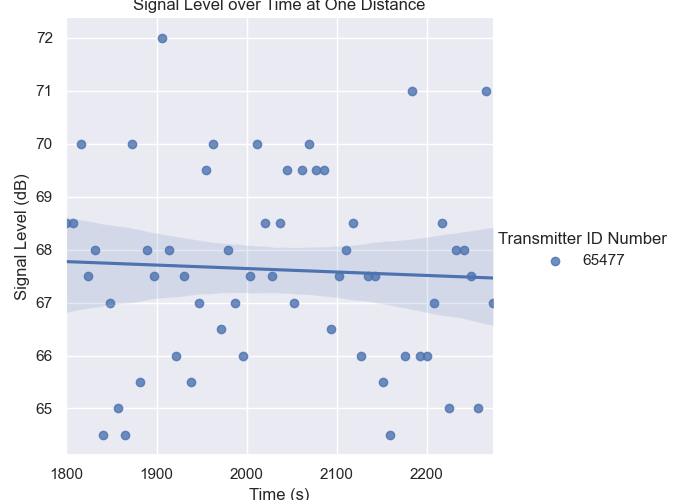 Signal Level over Time at One Distance
72
71
70
69
68
67
66
65
Signal Level (dB)
1800 1900 2000 2100 2200
Time (s)
Transmitter ID Number
65477